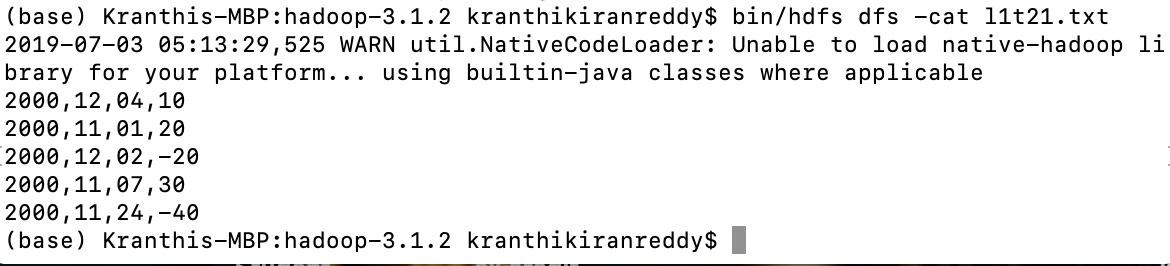 (base) Kranthis-MBP:hadoop-3.1.2 kranthikiranreddy$ bin/hdfs dfs -cat l1t21.txt
2019-07-03 05:13:29,525 WARN util.NativeCodeLoader: Unable to load native-hadoop li
brary for your platform... using builtin-java classes where applicable
2000,12,04,10
2000,11,01,20
2000,12,02,-20
2000,11,07,30
2000,11,24,-40
(base) Kranthis-MBP:hadoop-3.1.2 kranthikiranreddy$